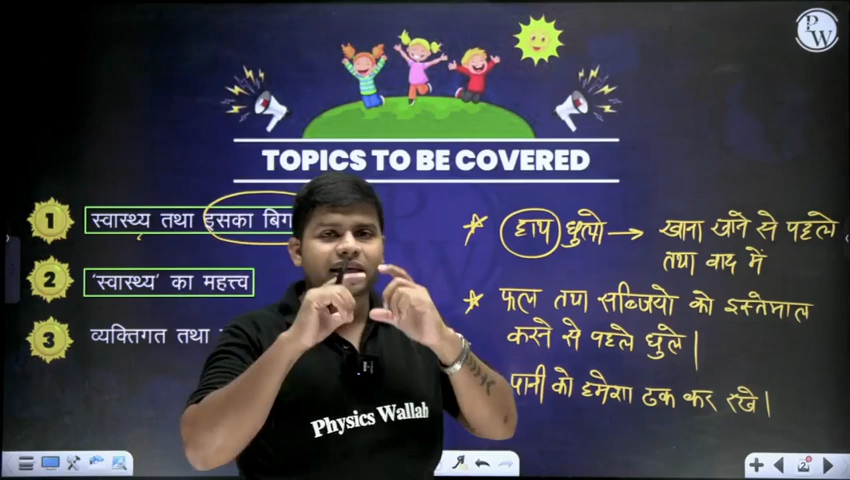 PW
TOPICS TO BE COVERED
1 स्वास्थ्य तथा इसका बिग
2 'स्वास्थ्य' का महत्त्व
3 व्यक्तिगत तथा
हाथ धुलो → खाना खाने से पहले
तथा बाद में
फल तथा सब्जियो को इस्तेमाल
करने से पहले धुले |
पानी को हमेशा ढक कर रखे |
Physics Wallah
2